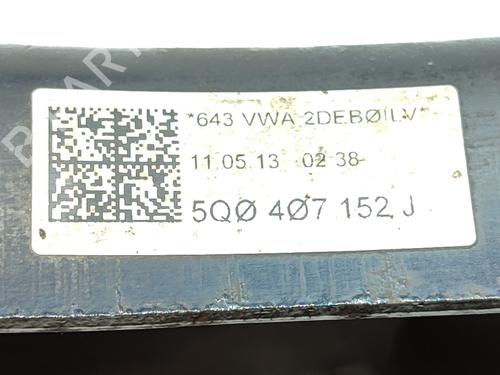 *643 VWA 2DEBØILV*
11.05.13 02:38
5QØ 4Ø7 152 J